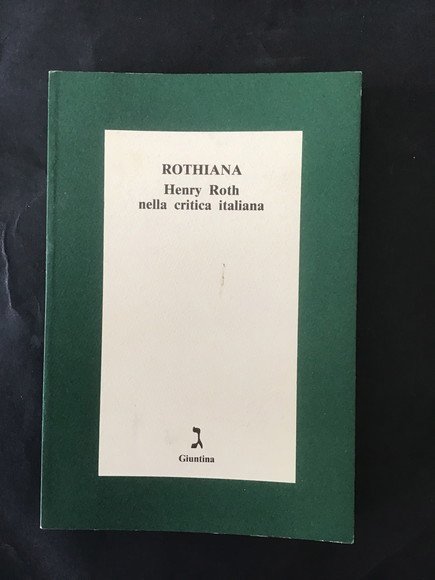 ROTHIANA
Henry Roth
nella critica italiana
ג
Giuntina